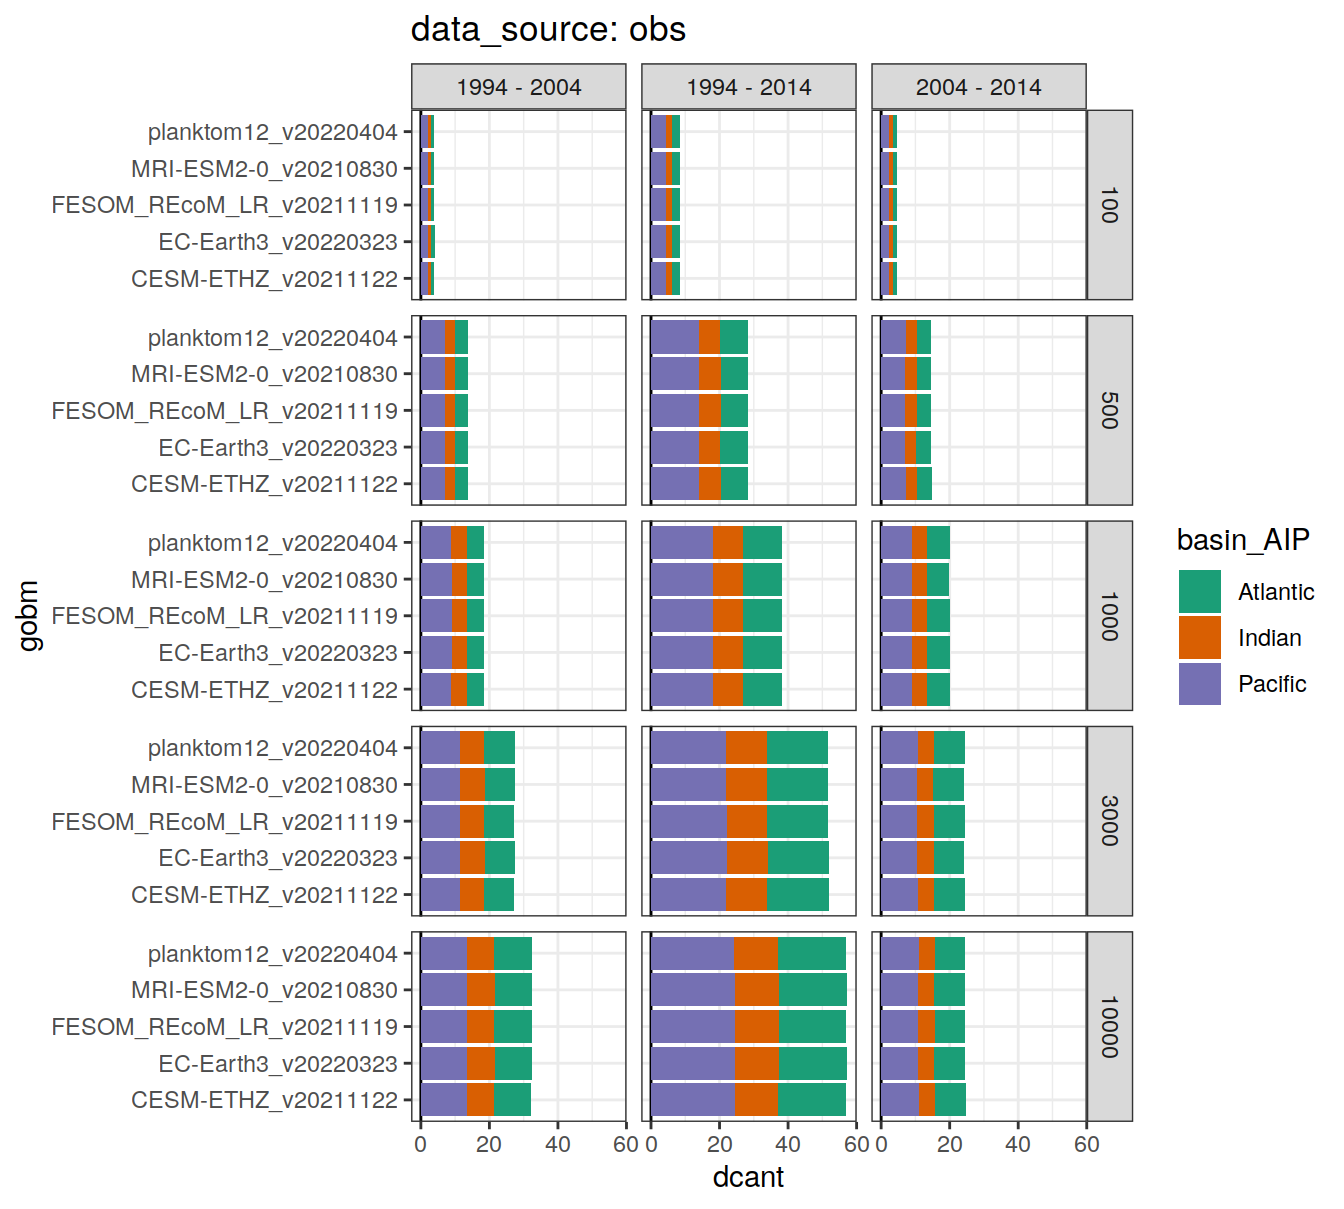 data_source: obs
1994 - 2004
1994 - 2014
2004 - 2014
planktom12_v20220404
MRI-ESM2-0_v20210830
FESOM_REcoM_LR_v20211119
EC-Earth3_v20220323
CESM-ETHZ_v20211122
100
planktom12_v20220404
MRI-ESM2-0_v20210830
FESOM_REcoM_LR_v20211119
EC-Earth3_v20220323
CESM-ETHZ_v20211122
500
planktom12_v20220404
MRI-ESM2-0_v20210830
FESOM_REcoM_LR_v20211119
EC-Earth3_v20220323
CESM-ETHZ_v20211122
1000
planktom12_v20220404
MRI-ESM2-0_v20210830
FESOM_REcoM_LR_v20211119
EC-Earth3_v20220323
CESM-ETHZ_v20211122
3000
planktom12_v20220404
MRI-ESM2-0_v20210830
FESOM_REcoM_LR_v20211119
EC-Earth3_v20220323
CESM-ETHZ_v20211122
10000
0 20 40 60 0 20 40 60 0 20 40 60
dcant
gobm
basin_AIP
Atlantic
Indian
Pacific